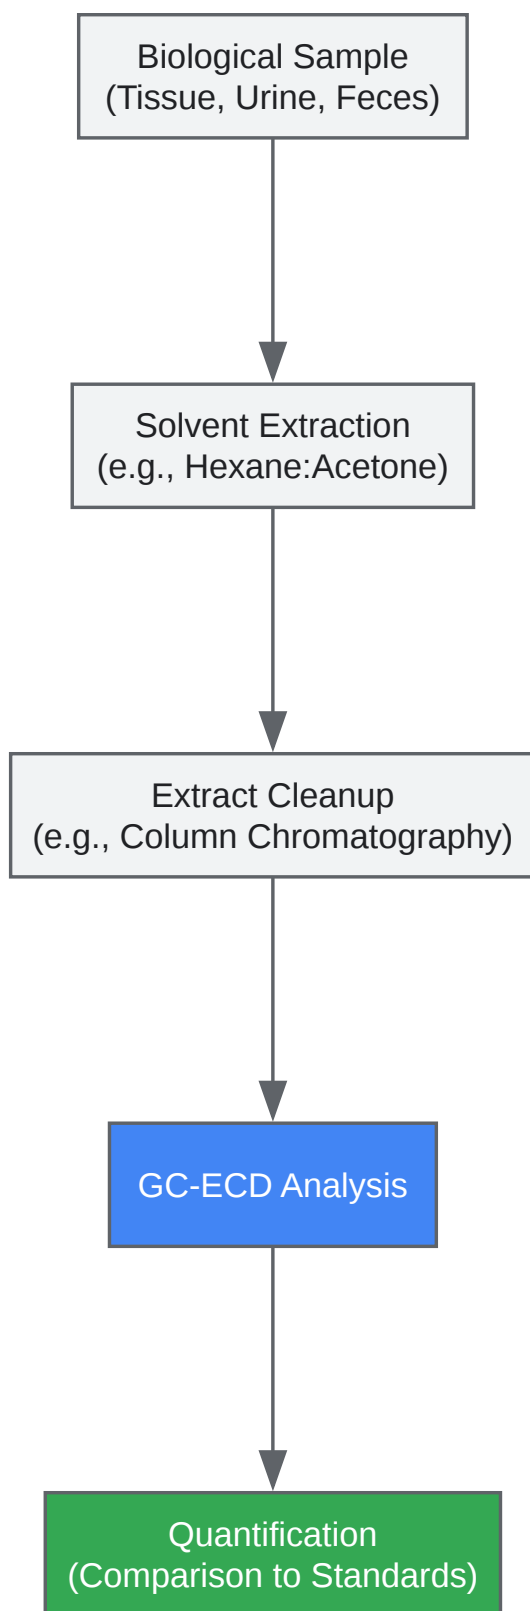 Biological Sample
(Tissue, Urine, Feces)
Solvent Extraction
(e.g., Hexane:Acetone)
Extract Cleanup
(e.g., Column Chromatography)
GC-ECD Analysis
Quantification
(Comparison to Standards)